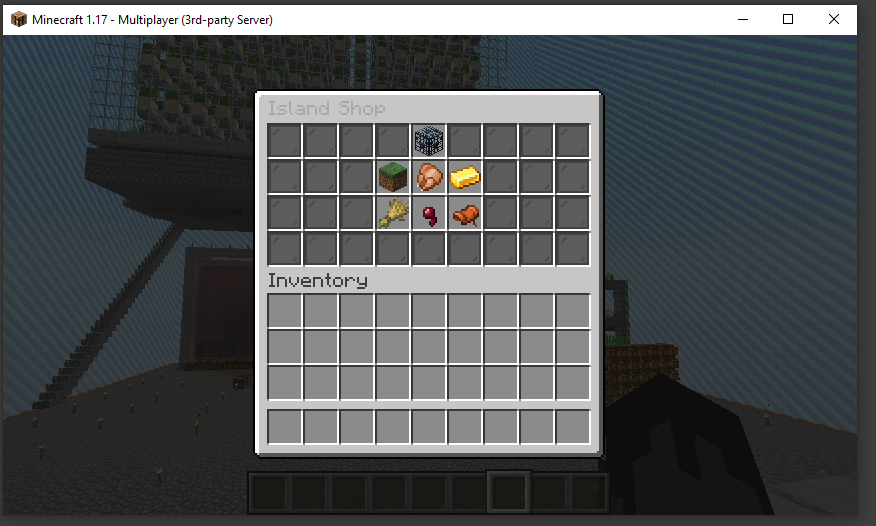 Minecraft 1.17 - Multiplayer (3rd-party Server)
Island Shop
Inventory